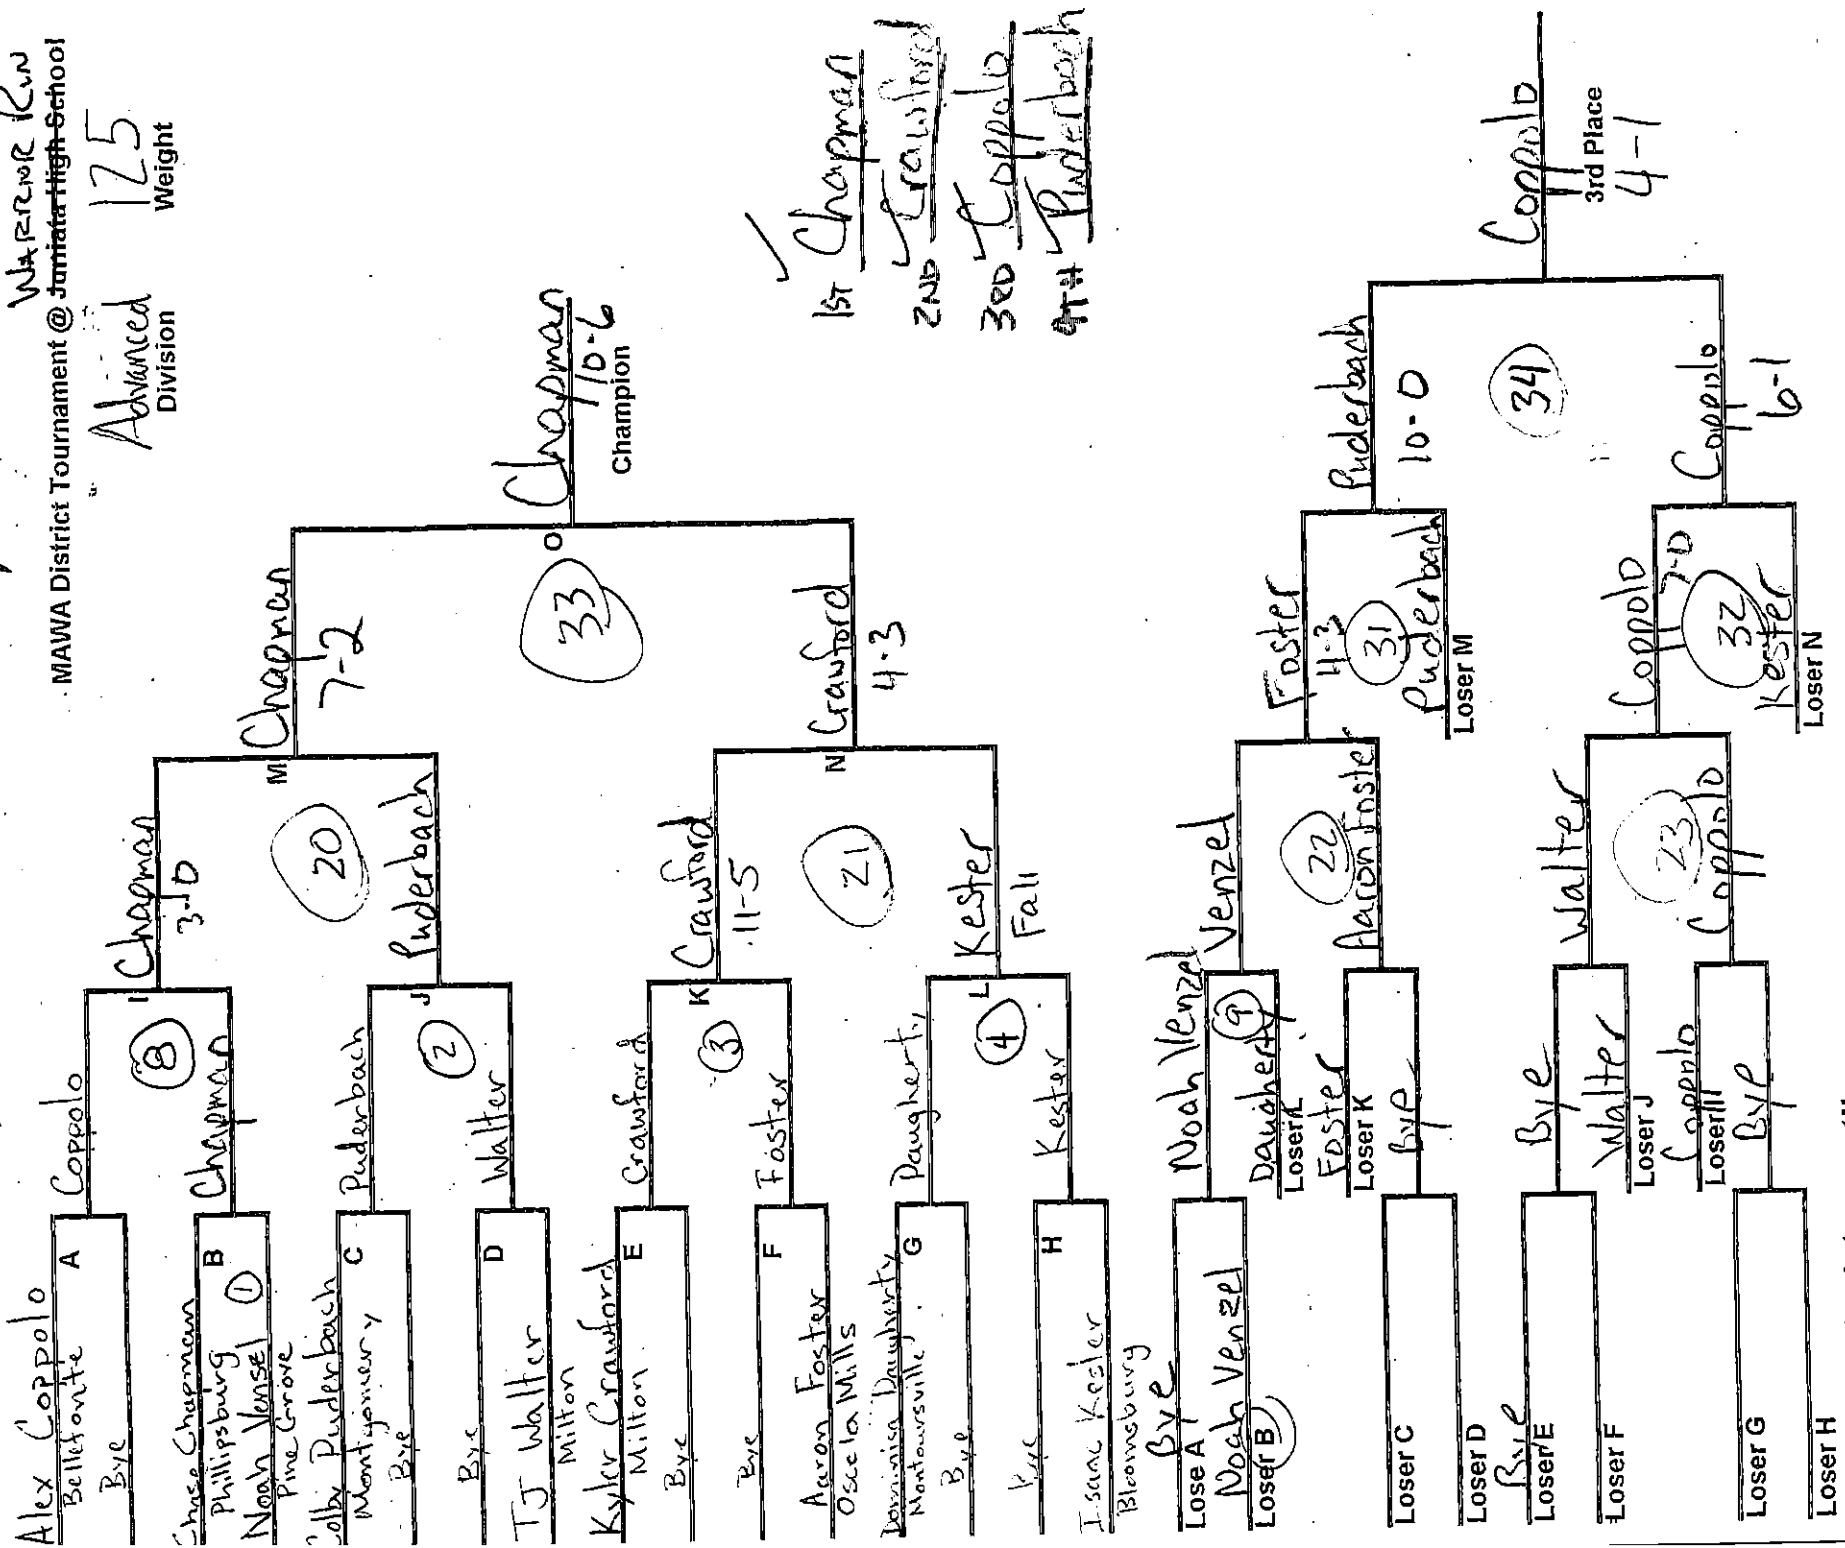 WARRIOR RUN
MAWA District Tournament @ Juniata High School
Advanced
Division
125
Weight
Alex Coppolo
Bellefonte
A
Bye
Coppolo
Chase Chapman
Phillipsburg
B
1
Noah Vensel
Pine Grove
Chapman
I
8
Chapman
3-0
Colby Puderbach
Montgomery
C
Bye
Puderbach
Bye
D
TJ Walter
Milton
Walter
J
2
Puderbach
M
20
Chapman
7-2
Kyler Crawford
Milton
E
Bye
Crawford
Bye
F
Aaron Foster
Osceola Mills
Foster
K
3
Crawford
11-5
Daugherty
Montoursville
G
Bye
Daugherty
Bye
H
Isaac Kester
Bloomsburg
Kester
L
4
Kester
Fall
N
21
Crawford
4-3
O
33
Chapman
10-6
Champion
1ST Chapman
2ND Crawford
3RD Coppolo
4TH Puderbach
Bye
Lose A
Noah Venzel
Loser B
Noah Venzel
9
Daugherty
Loser L
Venzel
Loser C
Loser D
Foster
Loser K
Bye
Aaron Foster
22
Foster
4-3
31
Puderbach
Loser M
Puderbach
10-0
Bye
Loser E
Loser F
Bye
Walter
Loser J
Walter
Coppolo
Loser I
Loser G
Loser H
Bye
Coppolo
23
Coppolo
7-0
32
Kester
Loser N
Coppolo
6-1
34
Coppolo
3rd Place
4-1